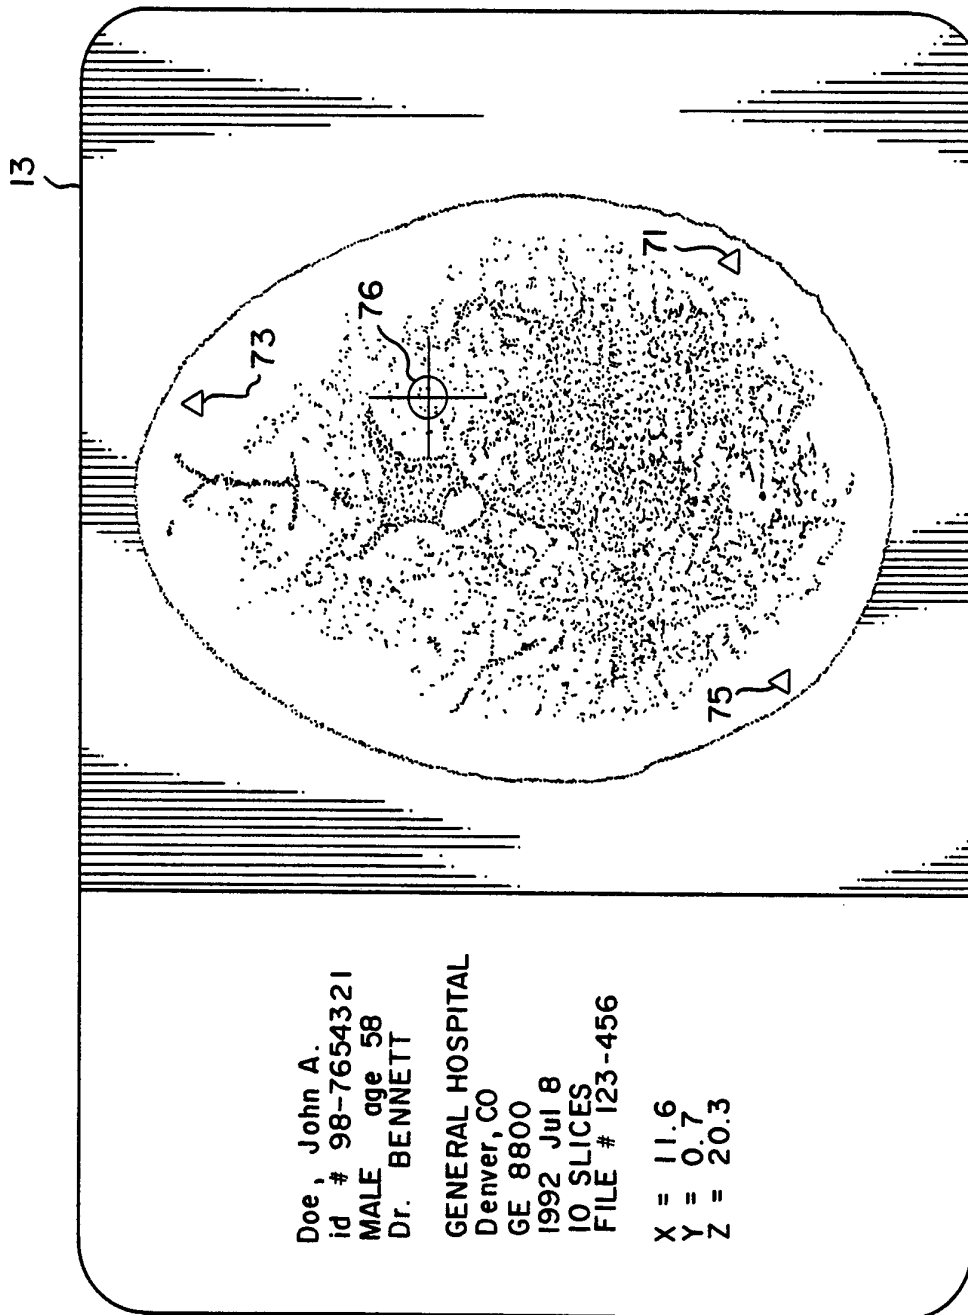 13
73
76
71
75
Doe, John A.
id # 98-7654321
MALE age 58
Dr. BENNETT
GENERAL HOSPITAL
Denver, CO
GE 8800
1992 Jul 8
10 SLICES
FILE # 123-456
X = 11.6
Y = 0.7
Z = 20.3